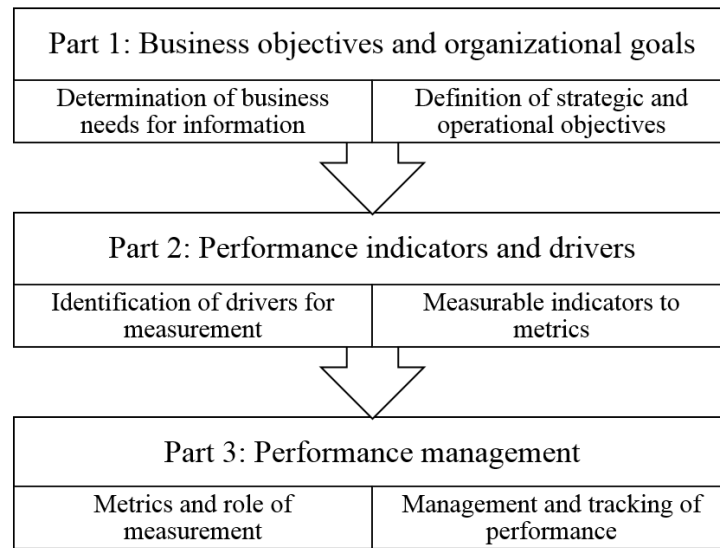 Part 1: Business objectives and organizational goals
Determination of business
needs for information
Definition of strategic and
operational objectives
Part 2: Performance indicators and drivers
Identification of drivers for
measurement
Measurable indicators to
metrics
Part 3: Performance management
Metrics and role of
measurement
Management and tracking of
performance